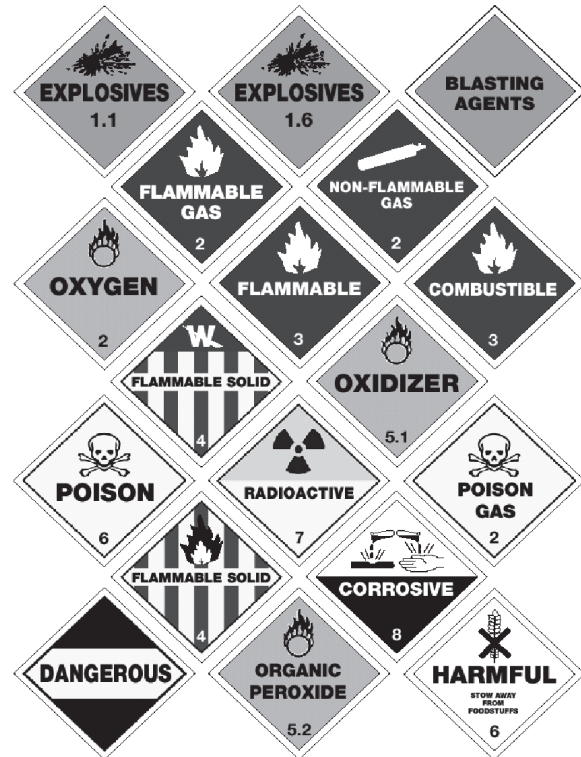 EXPLOSIVES
1.1
EXPLOSIVES
1.6
BLASTING
AGENTS
FLAMMABLE
GAS
2
NON-FLAMMABLE
GAS
2
OXYGEN
2
FLAMMABLE
3
COMBUSTIBLE
3
W
FLAMMABLE SOLID
4
OXIDIZER
5.1
POISON
6
RADIOACTIVE
7
POISON
GAS
2
FLAMMABLE SOLID
4
CORROSIVE
8
DANGEROUS
ORGANIC
PEROXIDE
5.2
HARMFUL
STOW AWAY
FROM
FOODSTUFFS
6